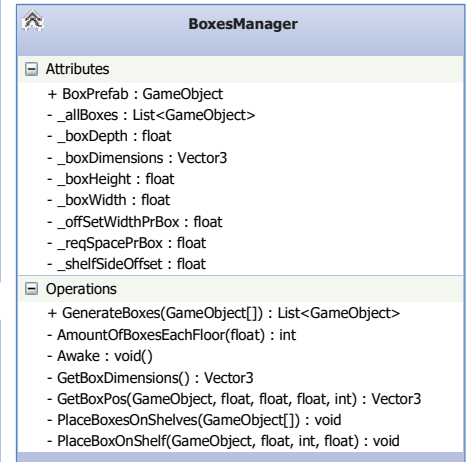 BoxesManager
Attributes
+ BoxPrefab : GameObject
- _allBoxes : List<GameObject>
- _boxDepth : float
- _boxDimensions : Vector3
- _boxHeight : float
- _boxWidth : float
- _offSetWidthPrBox : float
- _reqSpacePrBox : float
- _shelfSideOffset : float
Operations
+ GenerateBoxes(GameObject[]) : List<GameObject>
- AmountOfBoxesEachFloor(float) : int
- Awake : void()
- GetBoxDimensions() : Vector3
- GetBoxPos(GameObject, float, float, float, int) : Vector3
- PlaceBoxesOnShelves(GameObject[]) : void
- PlaceBoxOnShelf(GameObject, float, int, float) : void